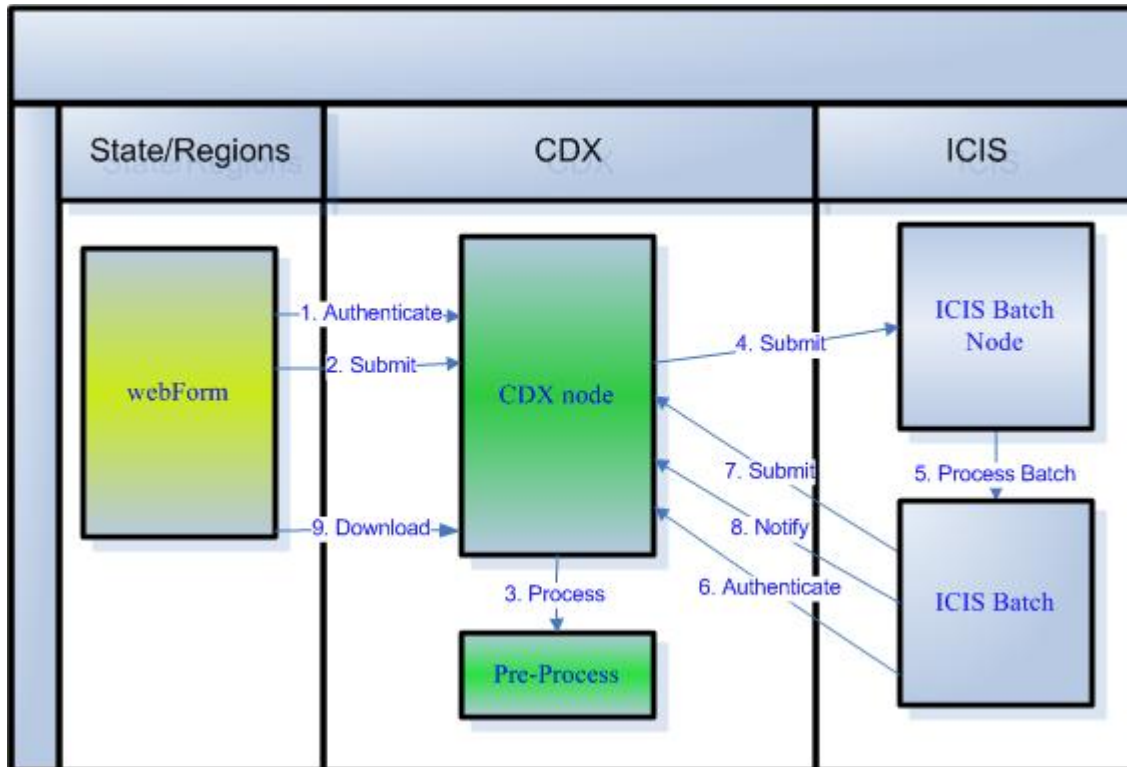 State/Regions
CDX
ICIS
1. Authenticate
2. Submit
webForm
9. Download
CDX node
3. Process
Pre-Process
4. Submit
ICIS Batch
Node
5. Process Batch
7. Submit
8. Notify
6. Authenticate
ICIS Batch